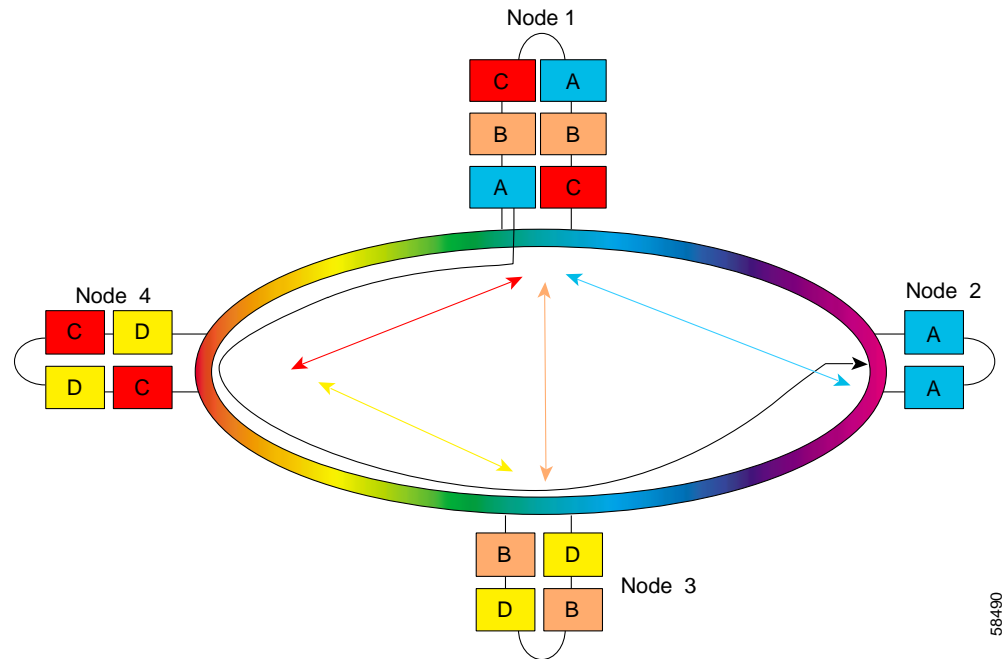 Node 1
C A
B B
A C
Node 4
Node 2
C D
A
D C
A
B D
Node 3
D B
58490